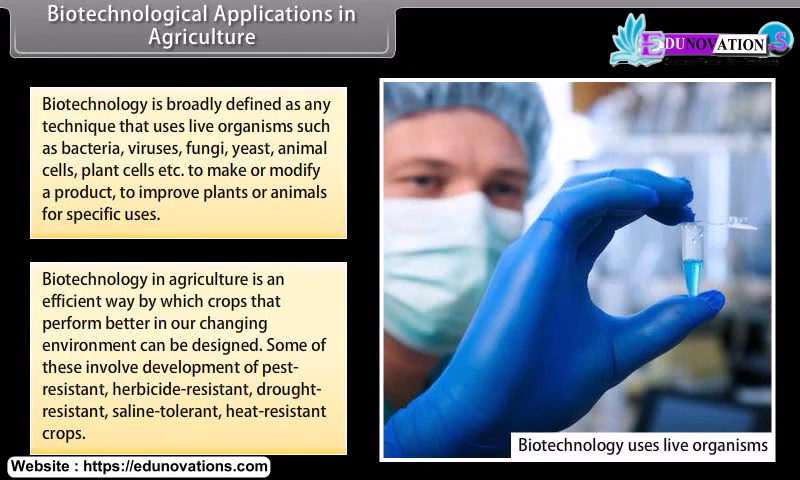 Biotechnological Applications in
Agriculture
EDUNOVATIONS
Biotechnology is broadly defined as any
technique that uses live organisms such
as bacteria, viruses, fungi, yeast, animal
cells, plant cells etc. to make or modify
a product, to improve plants or animals
for specific uses.
Biotechnology in agriculture is an
efficient way by which crops that
perform better in our changing
environment can be designed. Some of
these involve development of pest-
resistant, herbicide-resistant, drought-
resistant, saline-tolerant, heat-resistant
crops.
Biotechnology uses live organisms
Website : https://edunovations.com